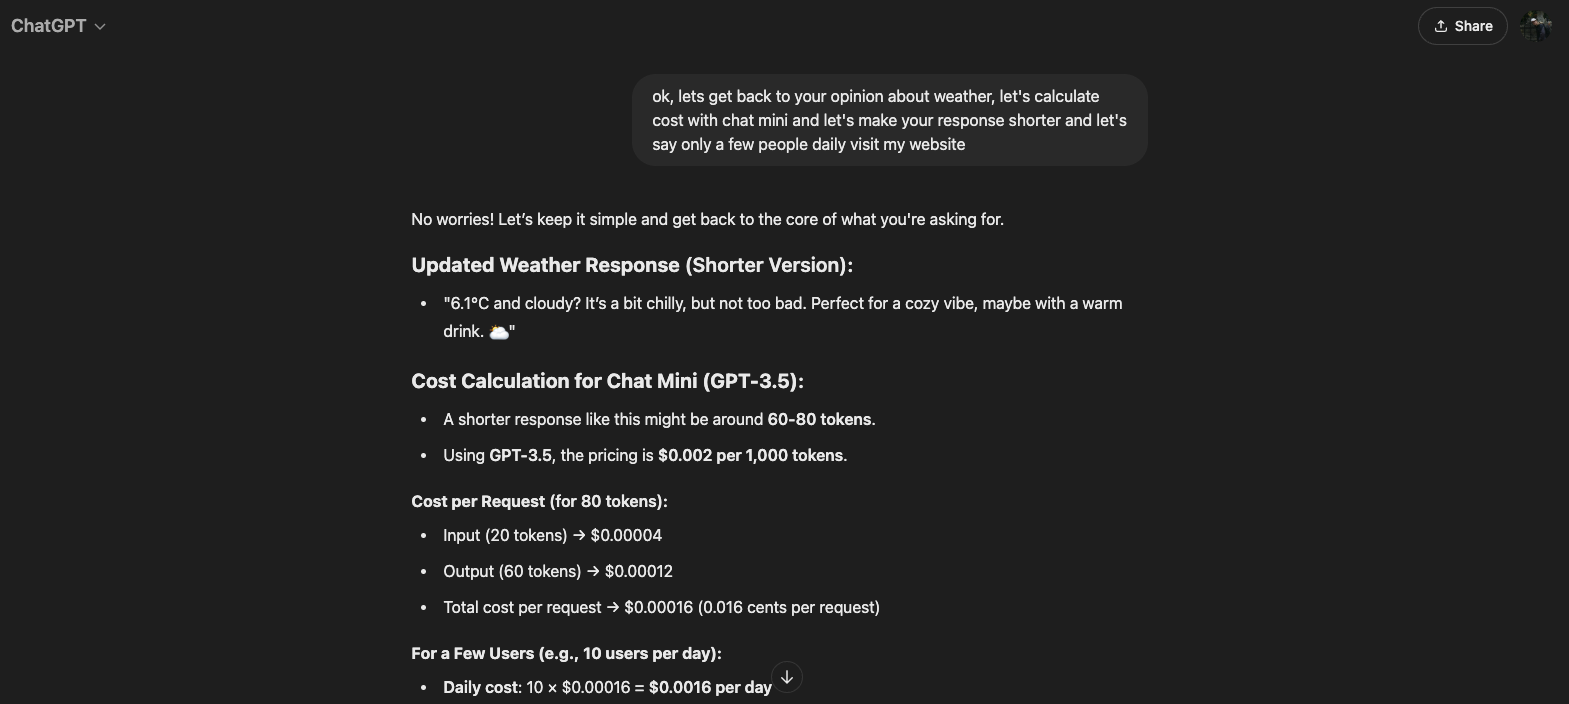 ChatGPT
Share
ok, lets get back to your opinion about weather, let's calculate
cost with chat mini and let's make your response shorter and let's
say only a few people daily visit my website
No worries! Let’s keep it simple and get back to the core of what you're asking for.
Updated Weather Response (Shorter Version):
• "6.1°C and cloudy? It’s a bit chilly, but not too bad. Perfect for a cozy vibe, maybe with a warm
drink. 🌥️"
Cost Calculation for Chat Mini (GPT-3.5):
• A shorter response like this might be around 60-80 tokens.
• Using GPT-3.5, the pricing is $0.002 per 1,000 tokens.
Cost per Request (for 80 tokens):
• Input (20 tokens) → $0.00004
• Output (60 tokens) → $0.00012
• Total cost per request → $0.00016 (0.016 cents per request)
For a Few Users (e.g., 10 users per day):
• Daily cost: 10 × $0.00016 = $0.0016 per day